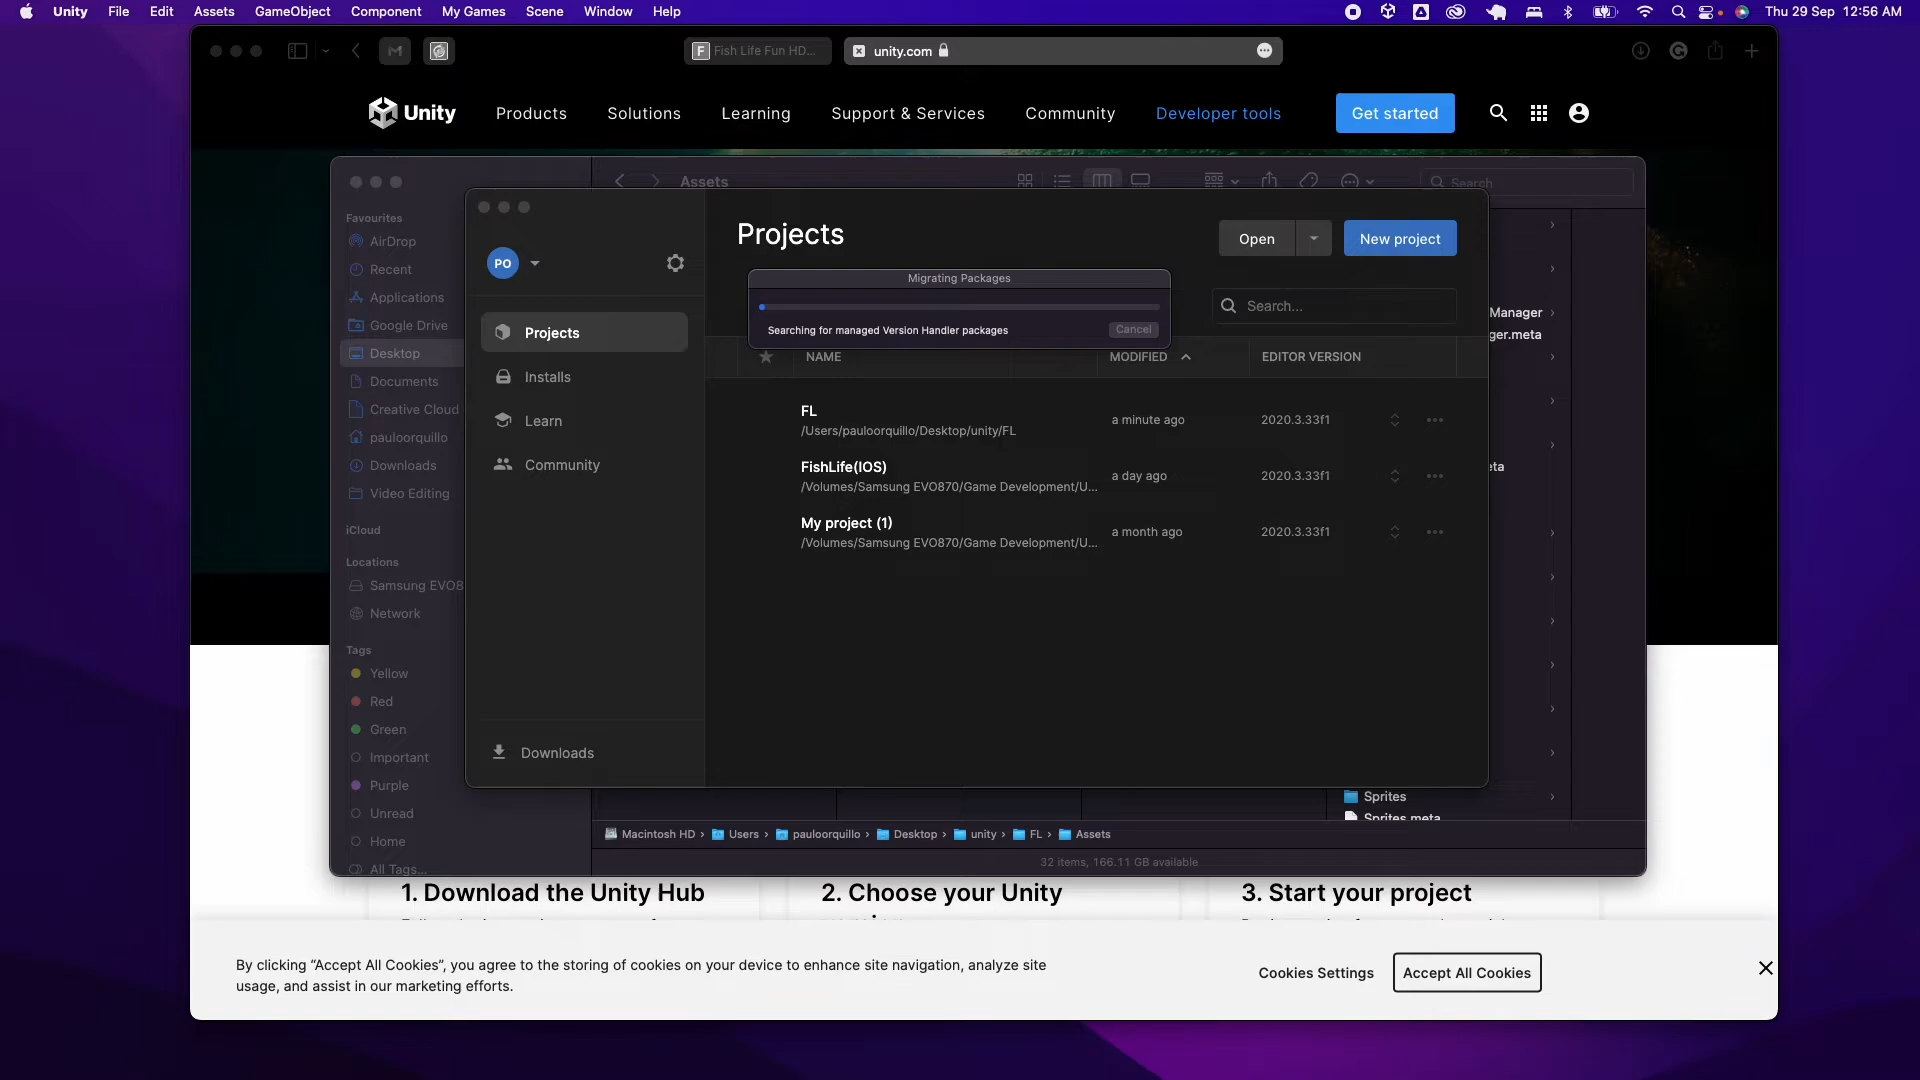 Unity File Edit Assets GameObject Component My Games Scene Window Help
Thu 29 Sep 12:56 AM
M
F Fish Life Fun HD...
unity.com
Unity Products Solutions Learning Support & Services Community Developer tools Get started
Assets
Search
Favourites
AirDrop
Recent
Applications
Google Drive
Desktop
Documents
Creative Cloud
pauloorquillo
Downloads
Video Editing
iCloud
Locations
Samsung EVO8
Network
Tags
Yellow
Red
Green
Important
Purple
Unread
Home
All Tags...
PO
Projects
Installs
Learn
Community
Downloads
Projects
Open
New project
Migrating Packages
Searching for managed Version Handler packages
Cancel
Search...
NAME MODIFIED EDITOR VERSION
FL
/Users/pauloorquillo/Desktop/unity/FL
a minute ago
2020.3.33f1
FishLife(IOS)
/Volumes/Samsung EVO870/Game Development/U...
a day ago
2020.3.33f1
My project (1)
/Volumes/Samsung EVO870/Game Development/U...
a month ago
2020.3.33f1
Manager
ger.meta
eta
Sprites
Sprites.meta
Macintosh HD › Users › pauloorquillo › Desktop › unity › FL › Assets
32 items, 166.11 GB available
1. Download the Unity Hub
2. Choose your Unity
3. Start your project
By clicking “Accept All Cookies”, you agree to the storing of cookies on your device to enhance site navigation, analyze site
usage, and assist in our marketing efforts.
Cookies Settings
Accept All Cookies